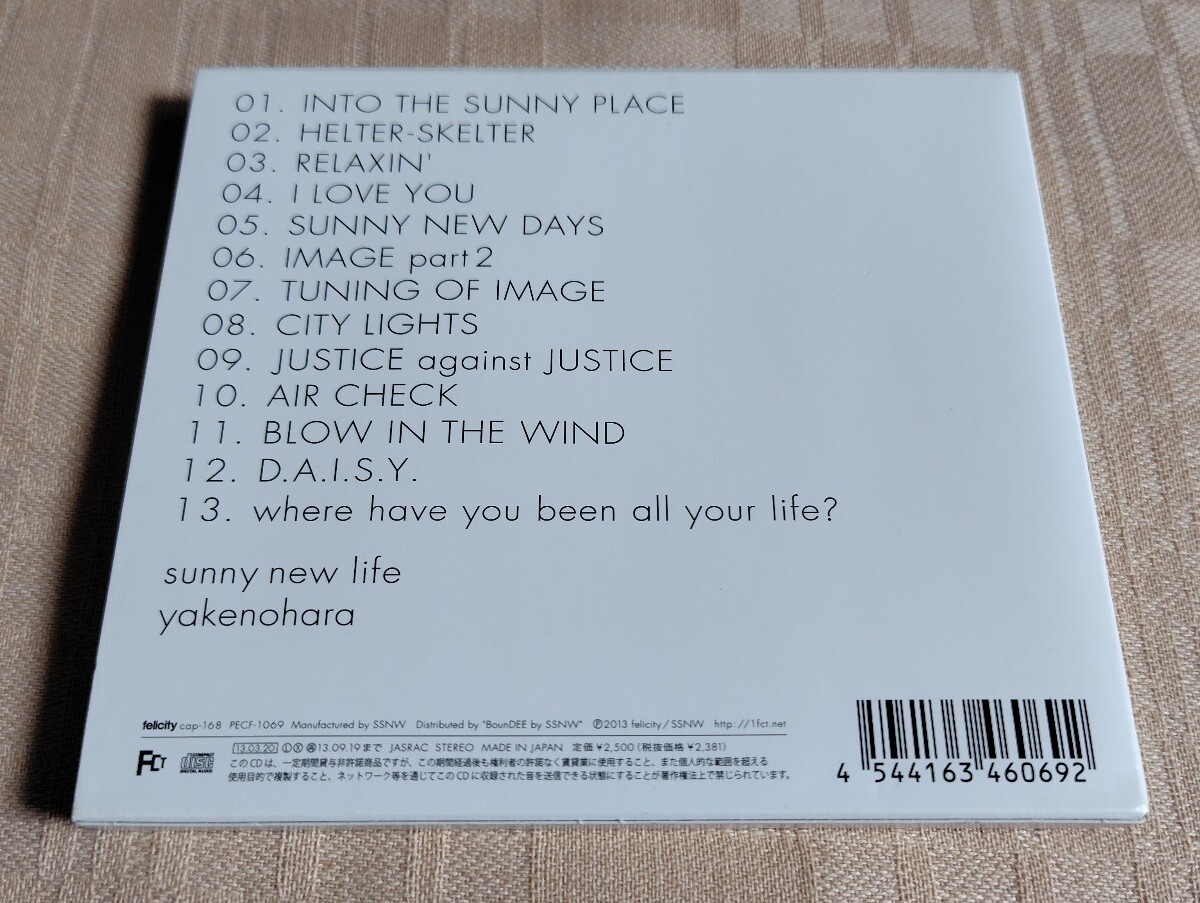 01. INTO THE SUNNY PLACE
02. HELTER-SKELTER
03. RELAXIN'
04. I LOVE YOU
05. SUNNY NEW DAYS
06. IMAGE part2
07. TUNING OF IMAGE
08. CITY LIGHTS
09. JUSTICE against JUSTICE
10. AIR CHECK
11. BLOW IN THE WIND
12. D.A.I.S.Y.
13. where have you been all your life?
sunny new life
yakenohara
felicity cap-168 PECF-1069 Manufactured by SSNW Distributed by "BounDEE by SSNW" ℗2013 felicity/SSNW http://1fct.net
FCT COMPACT disc DIGITAL AUDIO
13.03.20 Ⓛ Ⓧ 13.09.19まで JASRAC STEREO MADE IN JAPAN 定価¥2,500(税抜価格¥2,381)
このCDは、一定期間貸与非許諾商品ですが、この期間経過後も権利者の許諾なく賃貸業に使用すること、また個人的な範囲を超える
使用目的で複製すること、ネットワーク等を通じてこのCDに収録された音を送信できる状態にすることが著作権法上で禁じられています。
4 544163 460692